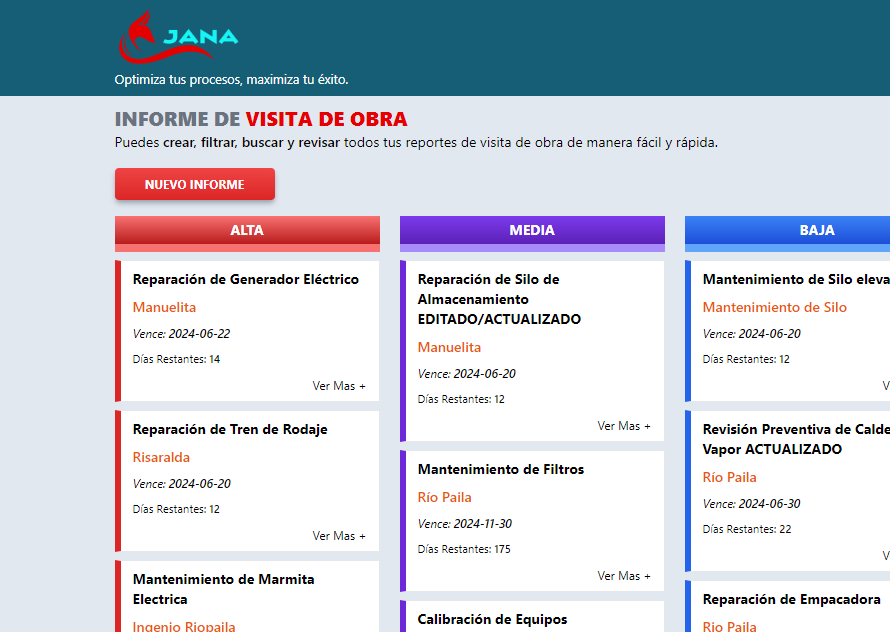 JANA
Optimiza tus procesos, maximiza tu éxito.
INFORME DE VISITA DE OBRA
Puedes crear, filtrar, buscar y revisar todos tus reportes de visita de obra de manera fácil y rápida.
NUEVO INFORME
ALTA
Reparación de Generador Eléctrico
Manuelita
Vence: 2024-06-22
Días Restantes: 14
Ver Mas +
Reparación de Tren de Rodaje
Risaralda
Vence: 2024-06-20
Días Restantes: 12
Ver Mas +
Mantenimiento de Marmita
Electrica
Ingenio Riopaila
MEDIA
Reparación de Silo de
Almacenamiento
EDITADO/ACTUALIZADO
Manuelita
Vence: 2024-06-20
Días Restantes: 12
Ver Mas +
Mantenimiento de Filtros
Río Paila
Vence: 2024-11-30
Días Restantes: 175
Ver Mas +
Calibración de Equipos
BAJA
Mantenimiento de Silo eleva
Mantenimiento de Silo
Vence: 2024-06-20
Días Restantes: 12
V
Revisión Preventiva de Calde
Vapor ACTUALIZADO
Río Paila
Vence: 2024-06-30
Días Restantes: 22
V
Reparación de Empacadora
Rio Paila